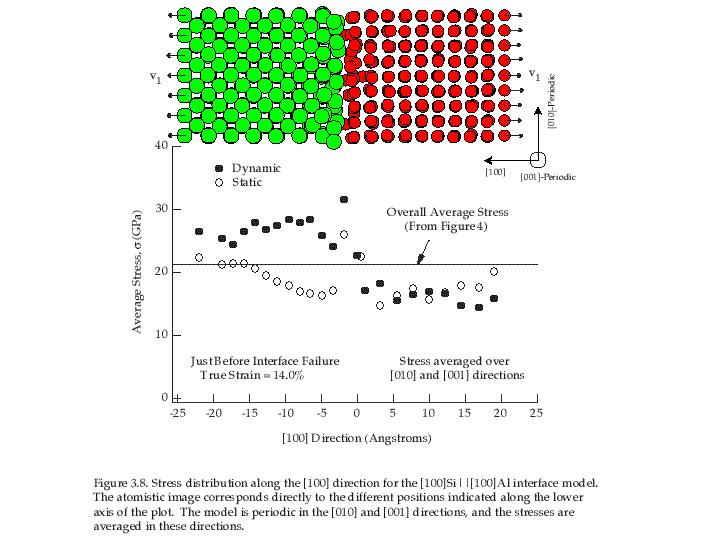 v1
v1
[010]-Periodic
[100]
[001]-Periodic
40
30
20
10
0
Average Stress, σ (GPa)
Dynamic
Static
Overall Average Stress
(From Figure 4)
Just Before Interface Failure
True Strain = 14.0%
Stress averaged over
[010] and [001] directions
-25 -20 -15 -10 -5 0 5 10 15 20 25
[100] Direction (Angstroms)
Figure 3.8. Stress distribution along the [100] direction for the [100]Si||[100]Al interface model.
The atomistic image corresponds directly to the different positions indicated along the lower
axis of the plot. The model is periodic in the [010] and [001] directions, and the stresses are
averaged in these directions.